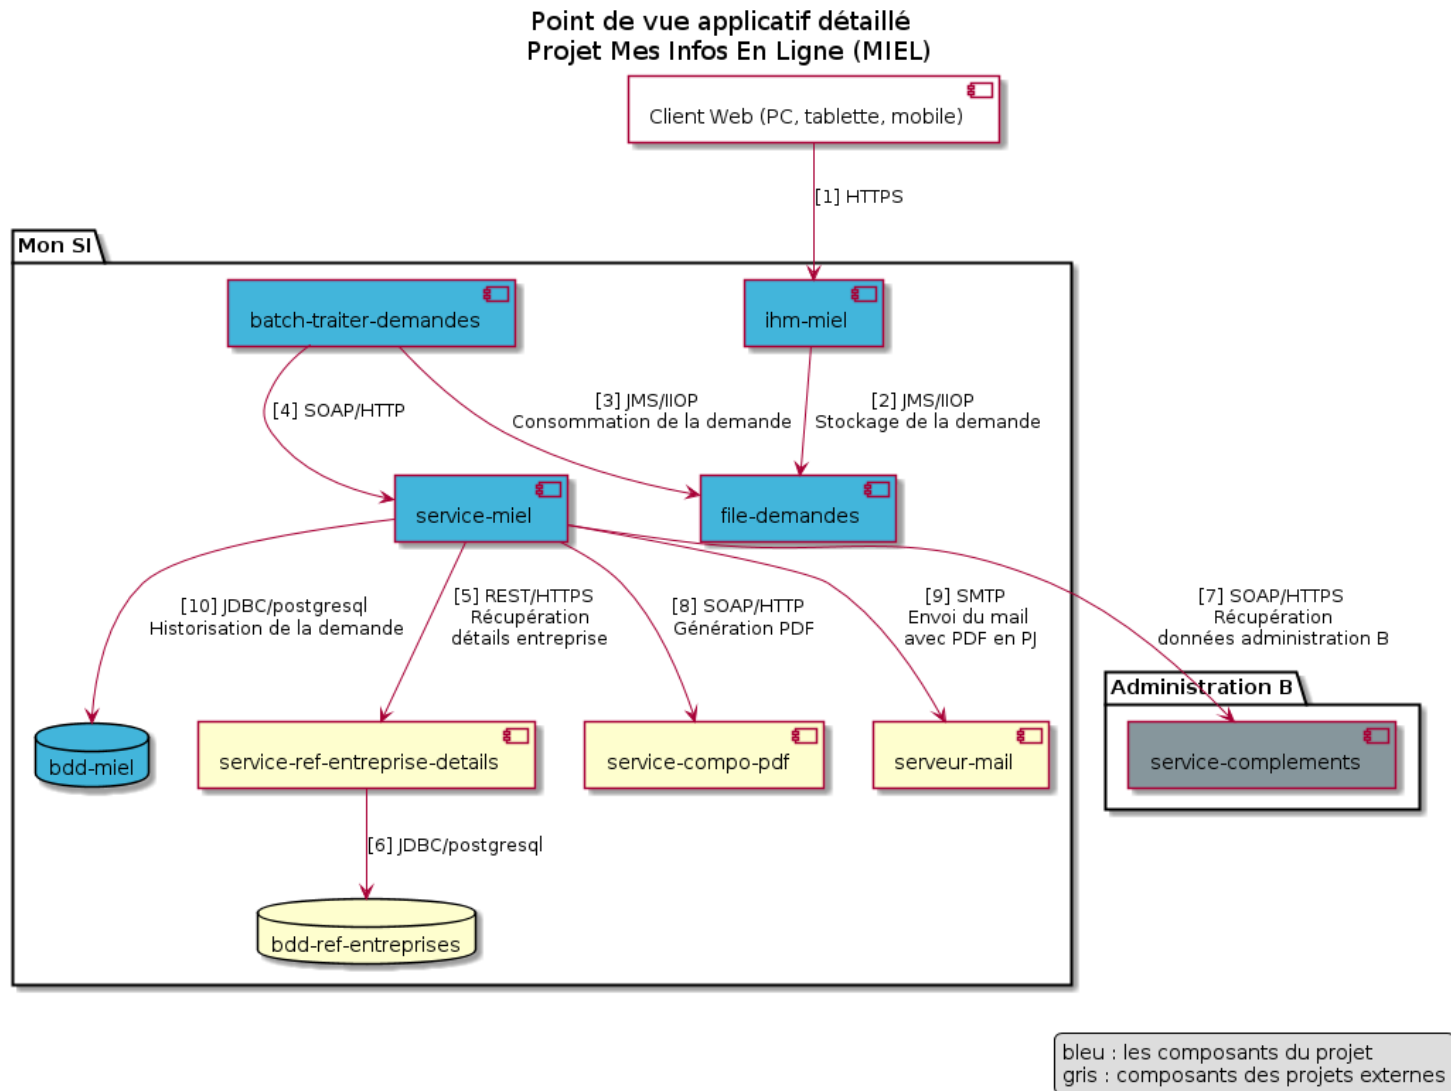 Point de vue applicatif détaillé
Projet Mes Infos En Ligne (MIEL)
Client Web (PC, tablette, mobile)
[1] HTTPS
Mon SI
batch-traiter-demandes
ihm-miel
[4] SOAP/HTTP
[3] JMS/IIOP
Consommation de la demande
[2] JMS/IIOP
Stockage de la demande
service-miel
file-demandes
[10] JDBC/postgresql
Historisation de la demande
[5] REST/HTTPS
Récupération
détails entreprise
[8] SOAP/HTTP
Génération PDF
[9] SMTP
Envoi du mail
avec PDF en PJ
[7] SOAP/HTTPS
Récupération
données administration B
Administration B
bdd-miel
service-ref-entreprise-details
service-compo-pdf
serveur-mail
service-complements
[6] JDBC/postgresql
bdd-ref-entreprises
bleu : les composants du projet
gris : composants des projets externes